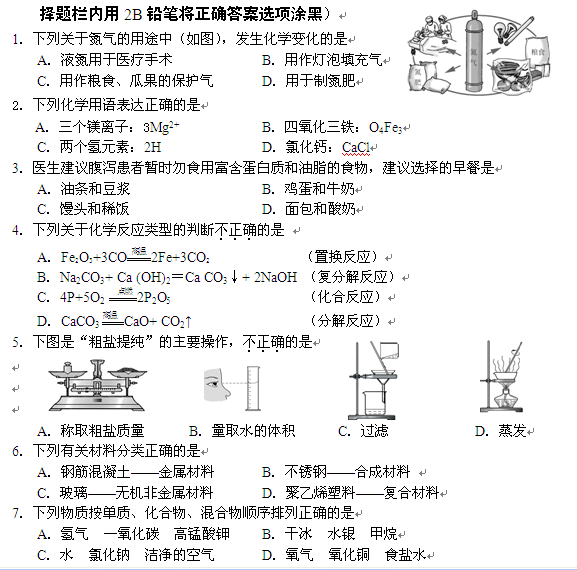 择题栏内用 2B 铅笔将正确答案选项涂黑）
1．下列关于氮气的用途中（如图），发生化学变化的是
A．液氮用于医疗手术 B．用作灯泡填充气
C．用作粮食、瓜果的保护气 D．用于制氮肥
氮气
粮食
氮肥
2．下列化学用语表达正确的是
A．三个镁离子：3Mg²⁺ B．四氧化三铁：O₄Fe₃
C．两个氢元素：2H D．氯化钙：CaCl
3．医生建议腹泻患者暂时勿食用富含蛋白质和油脂的食物，建议选择的早餐是
A．油条和豆浆 B．鸡蛋和牛奶
C．馒头和稀饭 D．面包和酸奶
4．下列关于化学反应类型的判断不正确的是
A．Fe₂O₃+3CO 高温 2Fe+3CO₂ （置换反应）
B．Na₂CO₃+ Ca (OH)₂＝Ca CO₃↓+ 2NaOH （复分解反应）
C．4P+5O₂ 点燃 2P₂O₅ （化合反应）
D．CaCO₃ 高温 CaO+ CO₂↑ （分解反应）
5．下图是“粗盐提纯”的主要操作，不正确的是
A．称取粗盐质量 B．量取水的体积 C．过滤 D．蒸发
6．下列有关材料分类正确的是
A．钢筋混凝土——金属材料 B．不锈钢——合成材料
C．玻璃——无机非金属材料 D．聚乙烯塑料——复合材料
7．下列物质按单质、化合物、混合物顺序排列正确的是
A．氢气 一氧化碳 高锰酸钾 B．干冰 水银 甲烷
C．水 氯化钠 洁净的空气 D．氧气 氧化铜 食盐水